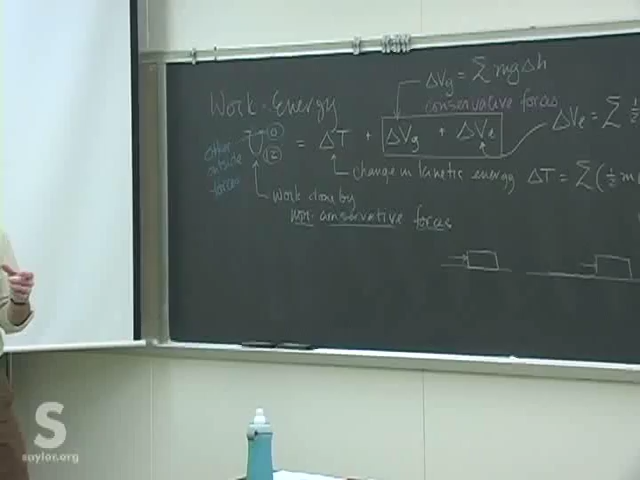 ΔVg = Σ mgΔh
Work - Energy
conservative forces
= ΔT + ΔVg + ΔVe
ΔVe = Σ ½
Other
outside
forces
change in kinetic energy ΔT = Σ(½ m
work done by
non-conservative forces
S
saylor.org